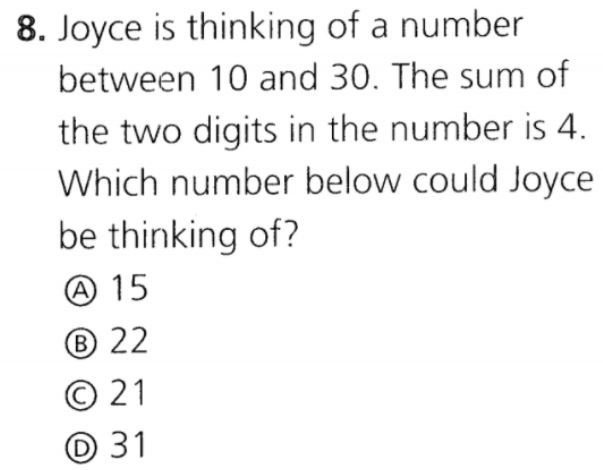 8. Joyce is thinking of a number
between 10 and 30. The sum of
the two digits in the number is 4.
Which number below could Joyce
be thinking of?
Ⓐ 15
Ⓑ 22
Ⓒ 21
Ⓓ 31